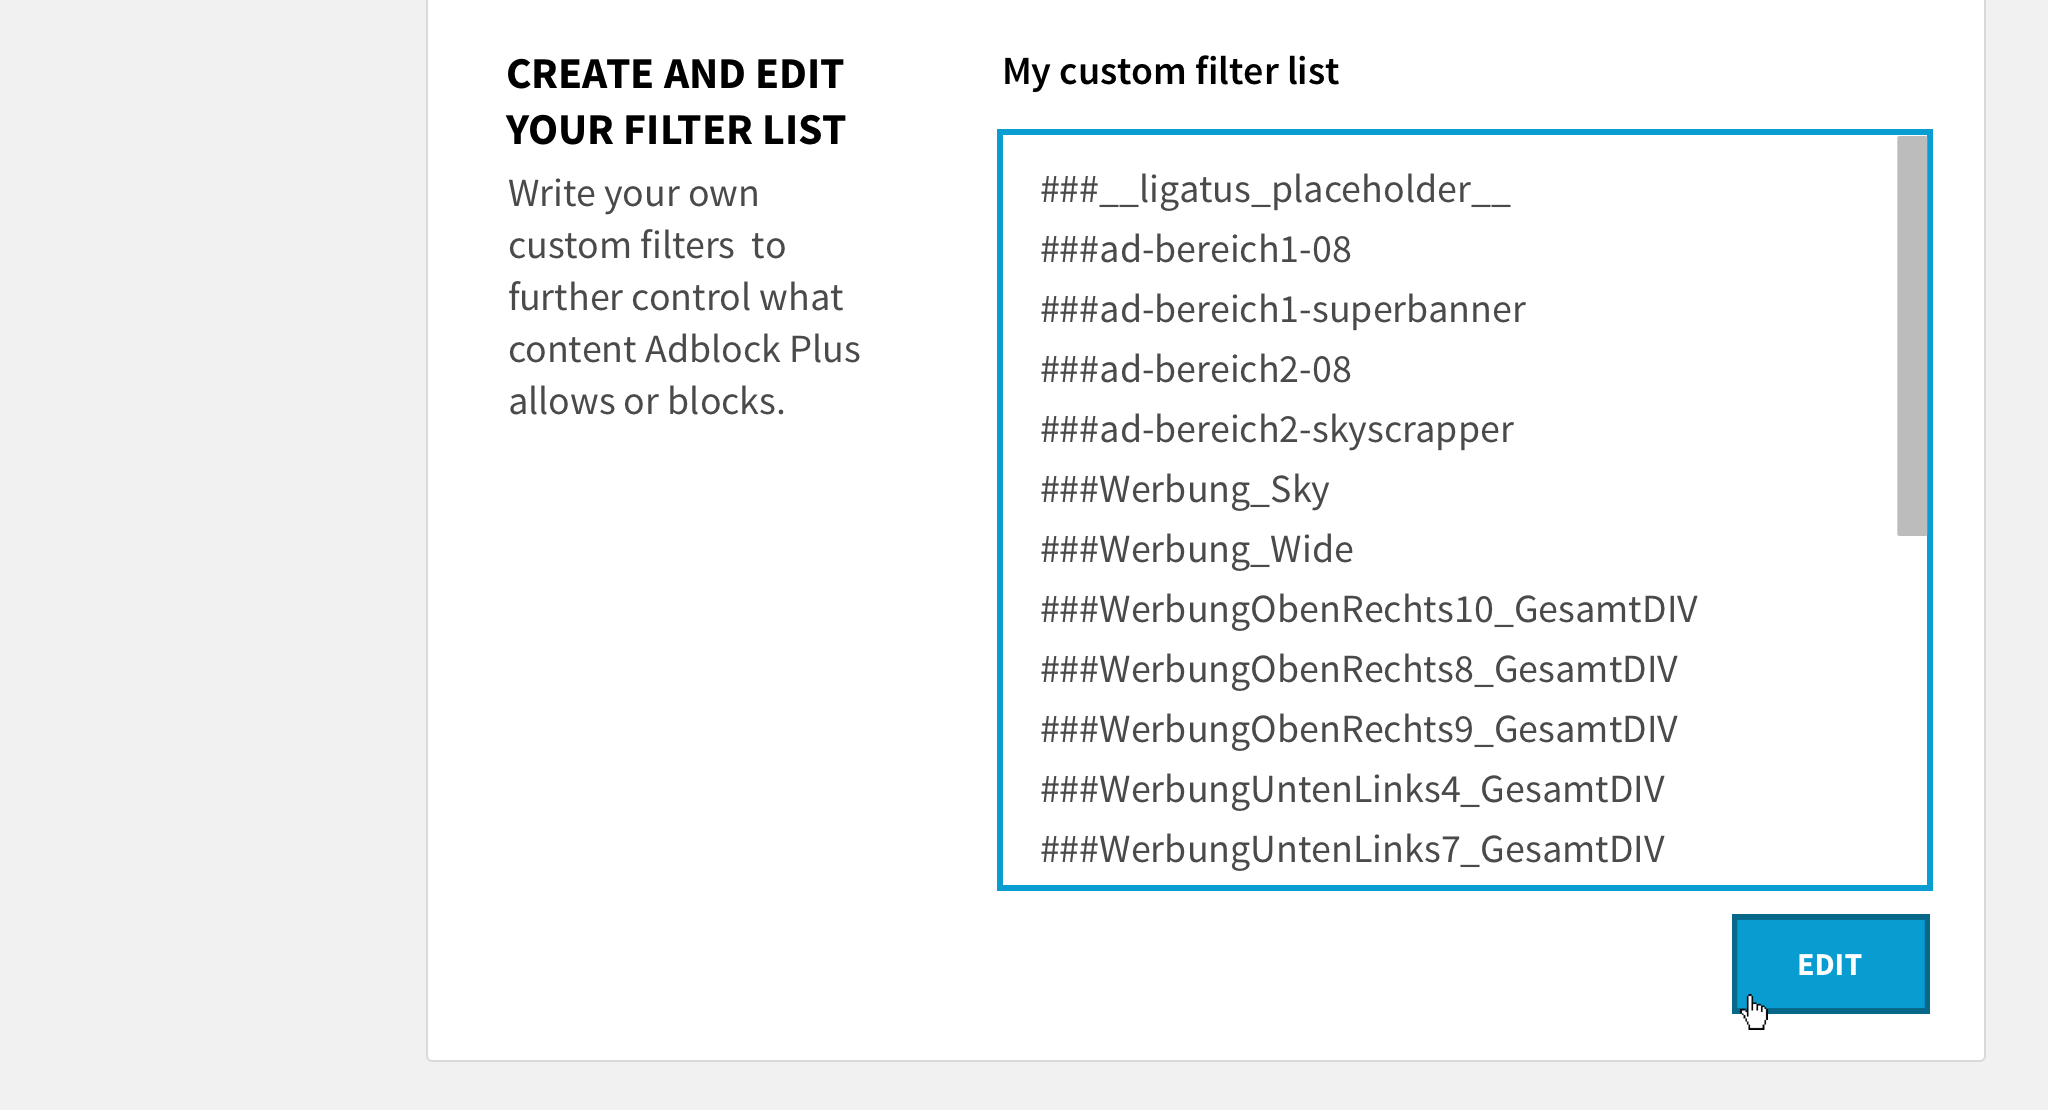 CREATE AND EDIT
YOUR FILTER LIST
Write your own
custom filters  to
further control what
content Adblock Plus
allows or blocks.
My custom filter list
###__ligatus_placeholder__
###ad-bereich1-08
###ad-bereich1-superbanner
###ad-bereich2-08
###ad-bereich2-skyscrapper
###Werbung_Sky
###Werbung_Wide
###WerbungObenRechts10_GesamtDIV
###WerbungObenRechts8_GesamtDIV
###WerbungObenRechts9_GesamtDIV
###WerbungUntenLinks4_GesamtDIV
###WerbungUntenLinks7_GesamtDIV
EDIT